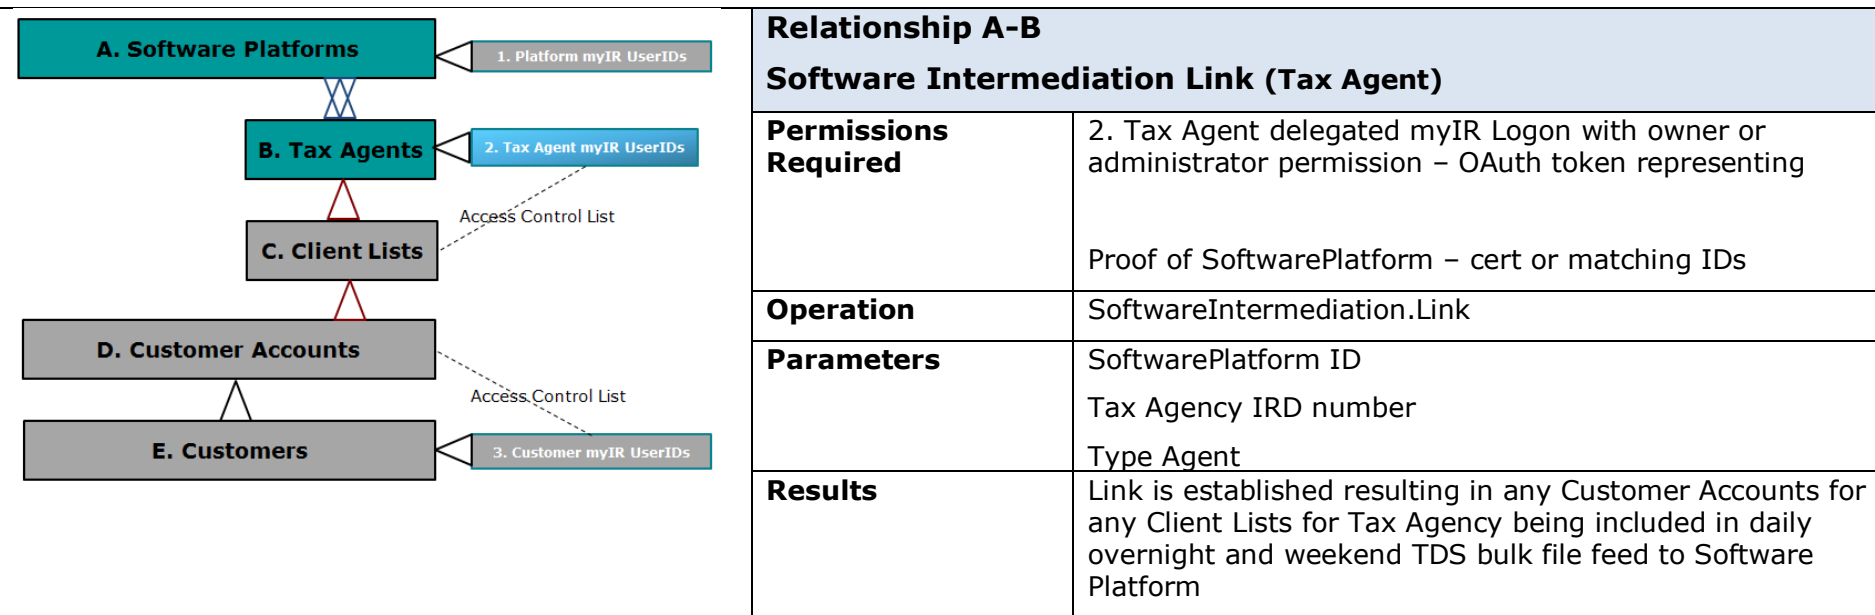 A. Software Platforms
1. Platform myIR UserIDs
B. Tax Agents
2. Tax Agent myIR UserIDs
Access Control List
C. Client Lists
D. Customer Accounts
Access Control List
E. Customers
3. Customer myIR UserIDs
Relationship A-B
Software Intermediation Link (Tax Agent)
Permissions
Required
2. Tax Agent delegated myIR Logon with owner or
administrator permission – OAuth token representing
Proof of SoftwarePlatform – cert or matching IDs
Operation
SoftwareIntermediation.Link
Parameters
SoftwarePlatform ID
Tax Agency IRD number
Type Agent
Results
Link is established resulting in any Customer Accounts for
any Client Lists for Tax Agency being included in daily
overnight and weekend TDS bulk file feed to Software
Platform